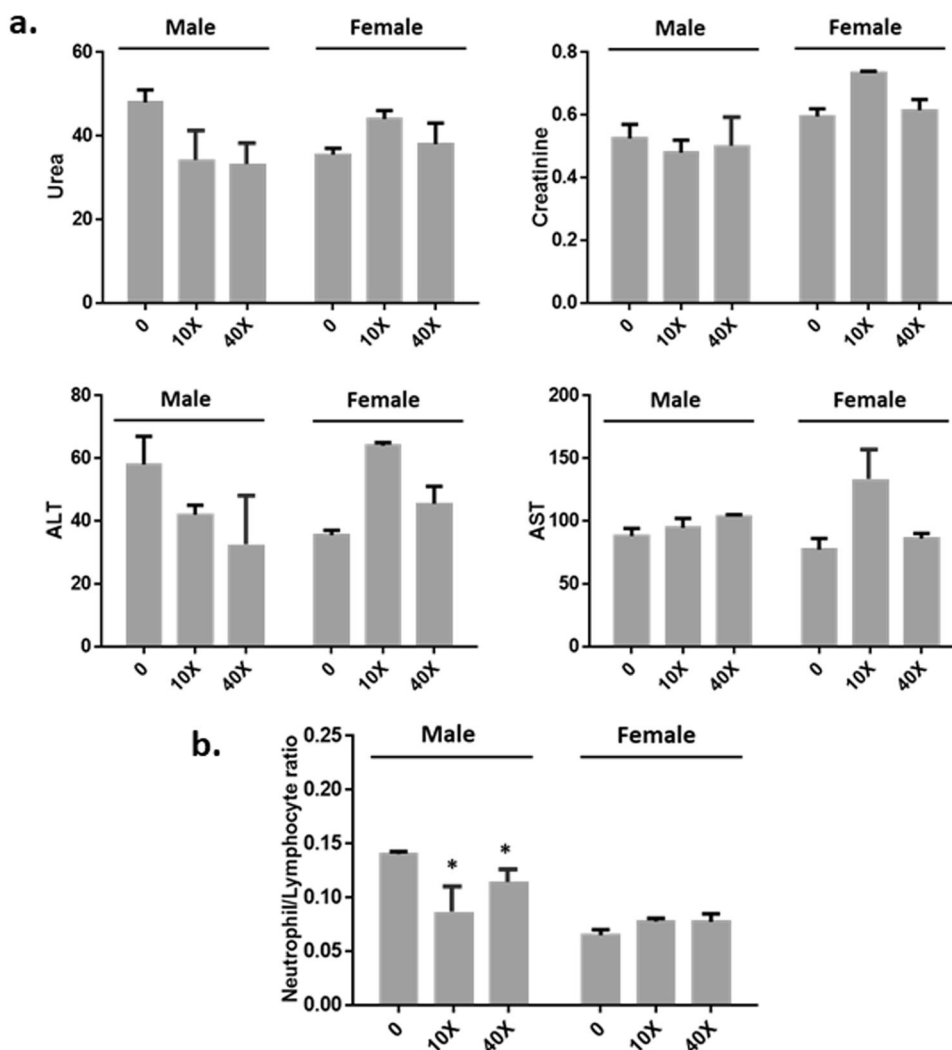 a.
Male Female
60
40
20
0
Urea
0 10X 40X 0 10X 40X
Male Female
0.8
0.6
0.4
0.2
0.0
Creatinine
0 10X 40X 0 10X 40X
Male Female
80
60
40
20
0
ALT
0 10X 40X 0 10X 40X
Male Female
200
150
100
50
0
AST
0 10X 40X 0 10X 40X
b.
Male Female
0.25
0.20
0.15
0.10
0.05
0.00
Neutrophil/Lymphocyte ratio
* *
0 10X 40X 0 10X 40X